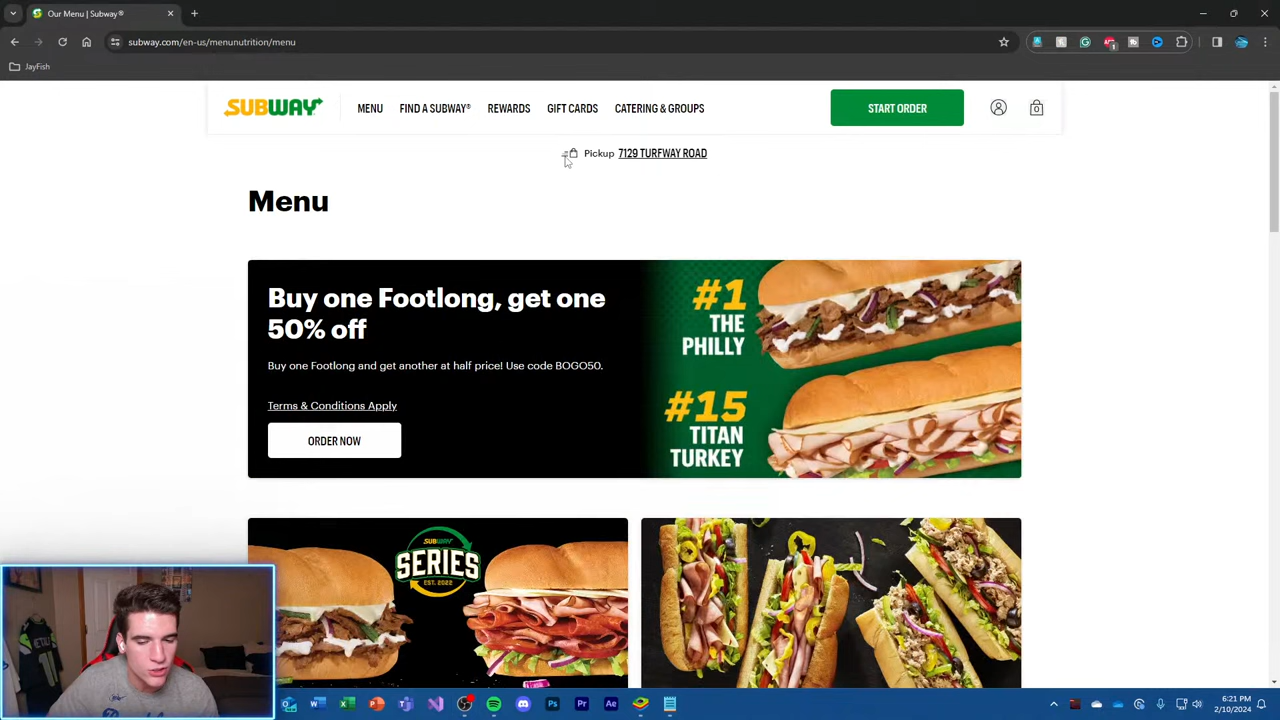 Our Menu | Subway®
subway.com/en-us/menunutrition/menu
JayFish
SUBWAY
MENU
FIND A SUBWAY®
REWARDS
GIFT CARDS
CATERING & GROUPS
START ORDER
0
Pickup 7129 TURFWAY ROAD
Menu
Buy one Footlong, get one
50% off
Buy one Footlong and get another at half price! Use code BOGO50.
Terms & Conditions Apply
ORDER NOW
#1
THE
PHILLY
#15
TITAN
TURKEY
SUBWAY
SERIES
EST. 2022
6:21 PM
2/10/2024